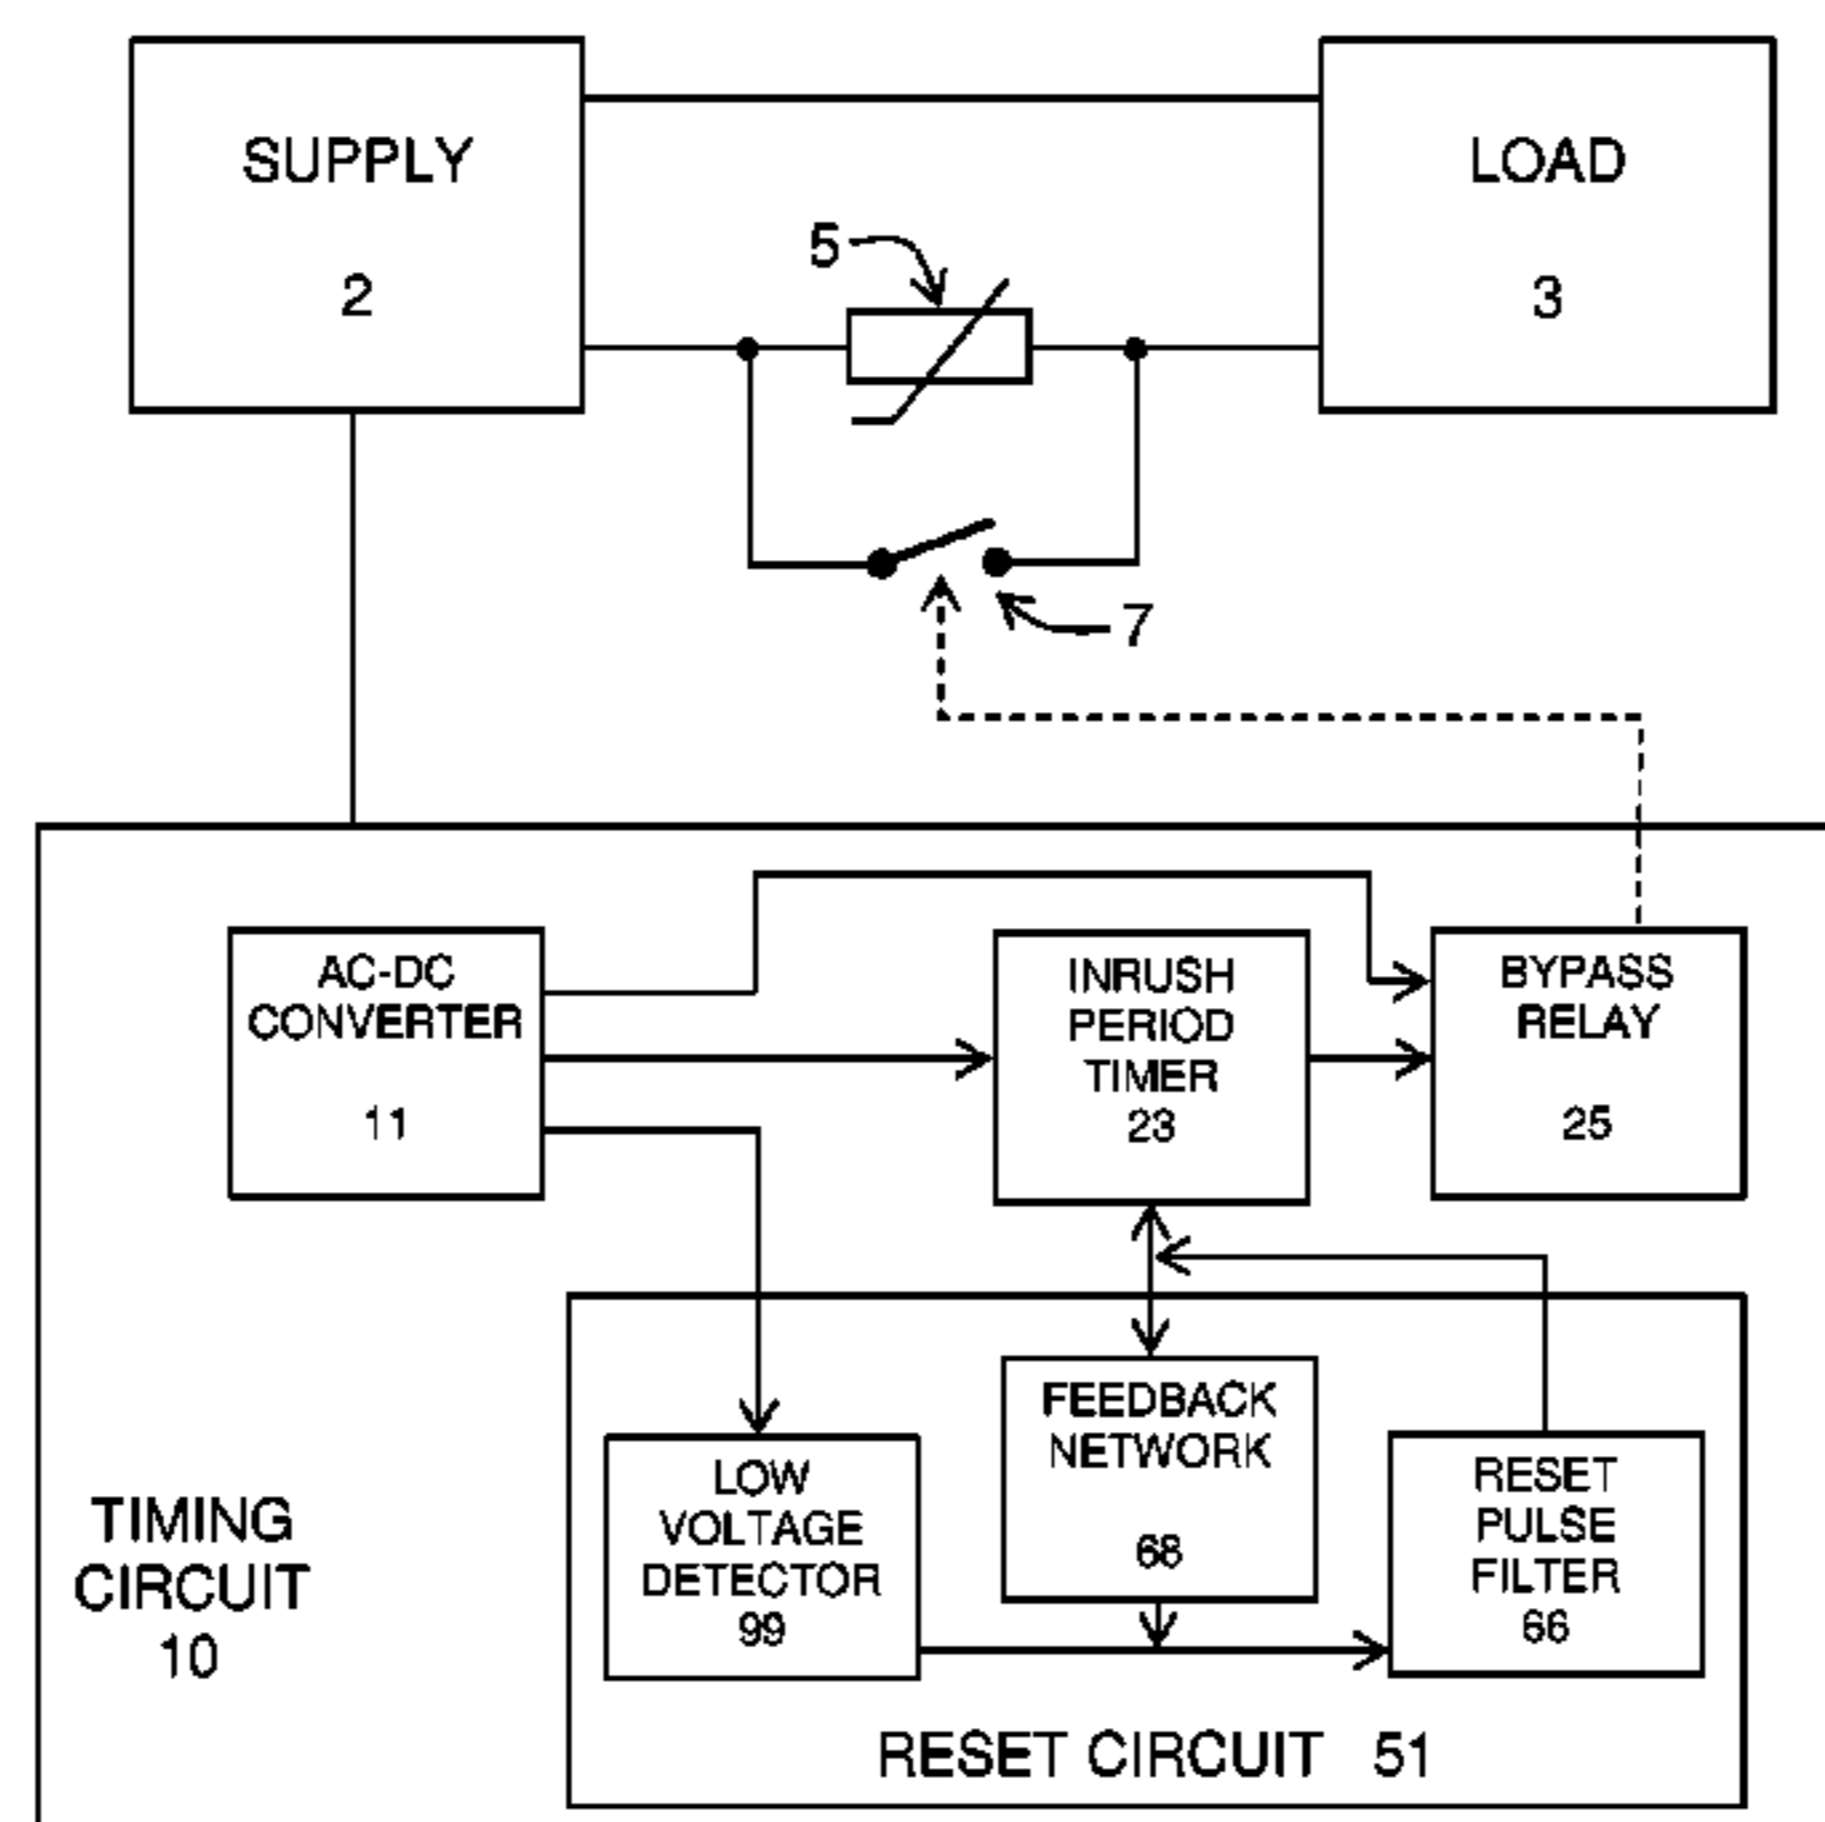 SUPPLY
2
LOAD
3
5
7
AC-DC
CONVERTER
11
INRUSH
PERIOD
TIMER
23
BYPASS
RELAY
25
LOW
VOLTAGE
DETECTOR
99
FEEDBACK
NETWORK
68
RESET
PULSE
FILTER
66
TIMING
CIRCUIT
10
RESET CIRCUIT 51